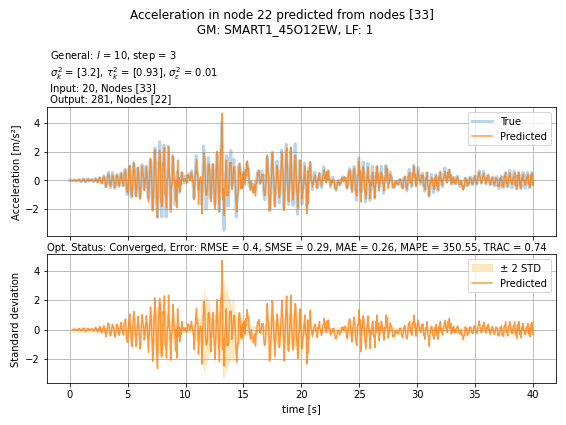 Acceleration in node 22 predicted from nodes [33]
GM: SMART1_45O12EW, LF: 1
General: l = 10, step = 3
σ²ₖ = [3.2], τ²ₖ = [0.93], σ²ε = 0.01
Input: 20, Nodes [33]
Output: 281, Nodes [22]
Acceleration [m/s²]
4
2
0
−2
True
Predicted
Opt. Status: Converged, Error: RMSE = 0.4, SMSE = 0.29, MAE = 0.26, MAPE = 350.55, TRAC = 0.74
Standard deviation
4
2
0
−2
± 2 STD
Predicted
0 5 10 15 20 25 30 35 40
time [s]